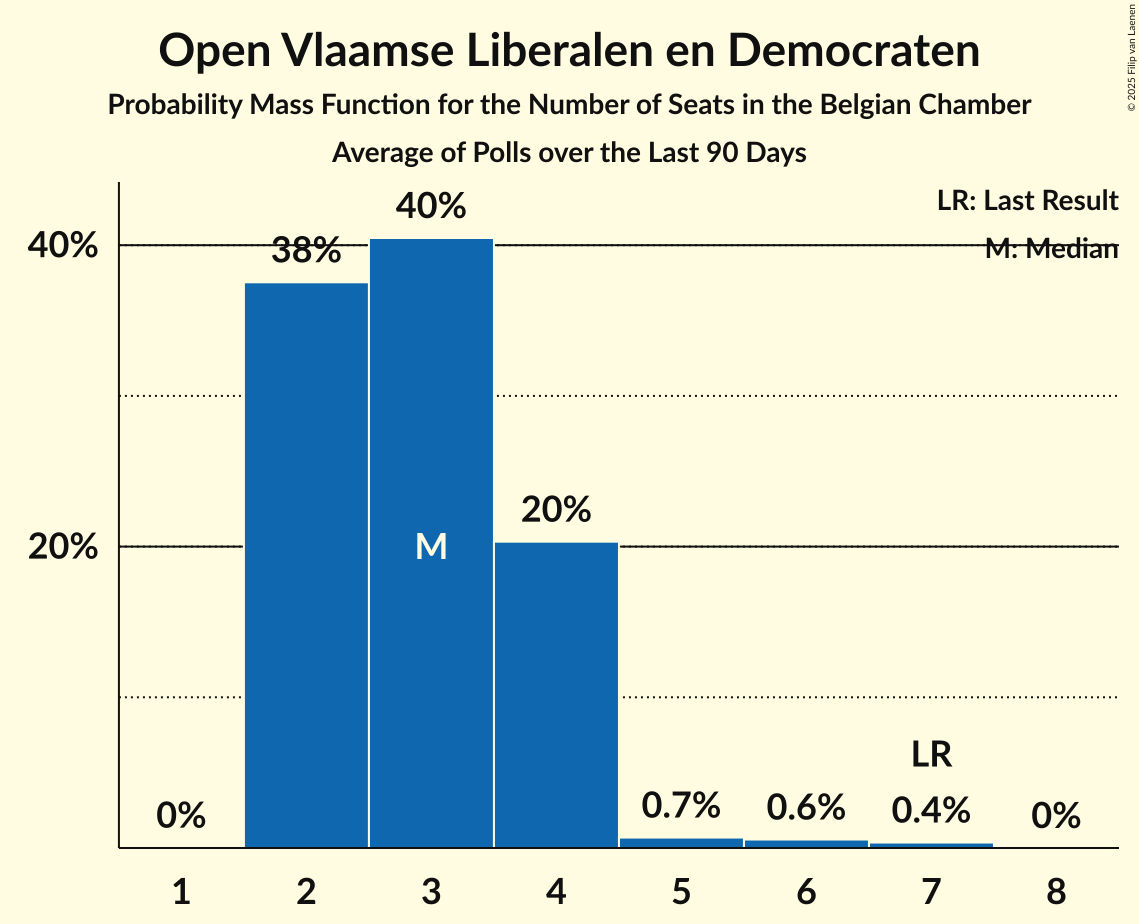 Open Vlaamse Liberalen en Democraten
Probability Mass Function for the Number of Seats in the Belgian Chamber
Average of Polls over the Last 90 Days
© 2025 Filip van Laenen
LR: Last Result
M: Median
40%
20%
0%
38%
40%
M
20%
0.7%
0.6%
LR
0.4%
0%
1 2 3 4 5 6 7 8